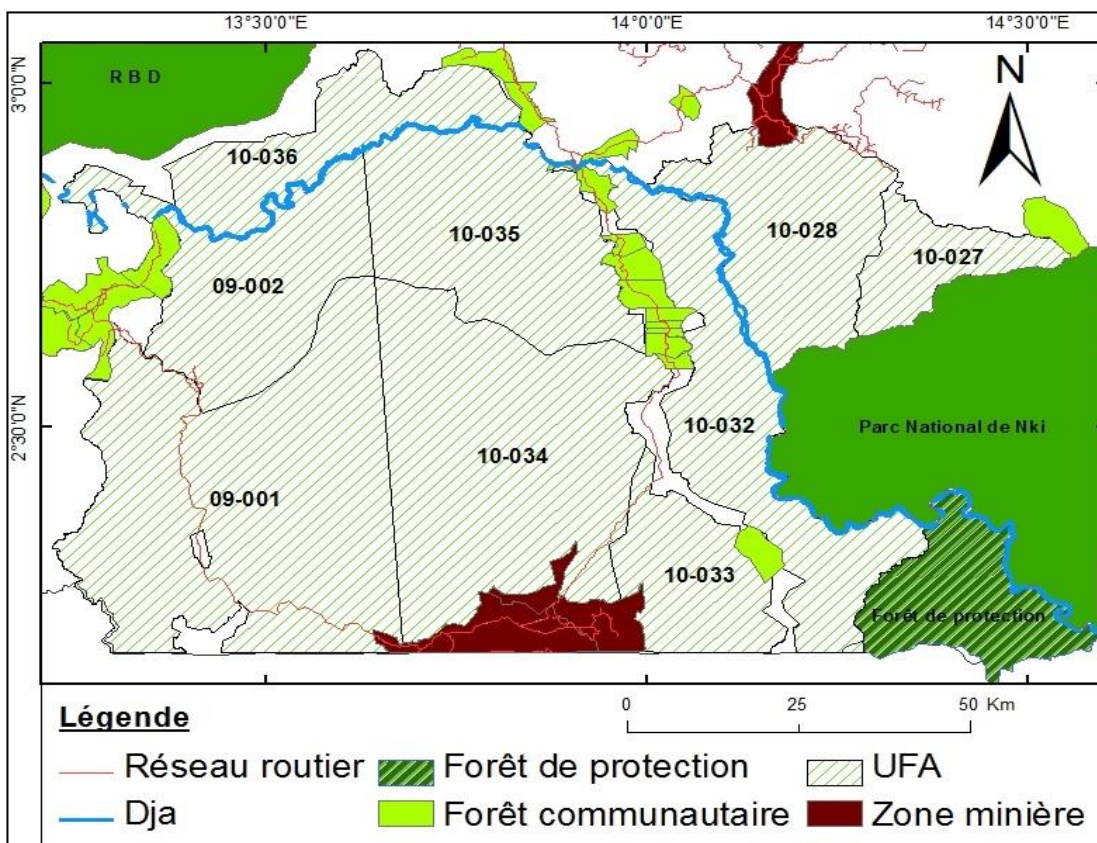 13°30'0"E
14°0'0"E
14°30'0"E
3°0'0"N
2°30'0"N
R B D
N
10-036
10-035
10-028
10-027
09-002
10-032
Parc National de Nki
10-034
09-001
10-033
Forêt de protection
Légende
0 25 50 Km
Réseau routier
Forêt de protection
UFA
Dja
Forêt communautaire
Zone minière